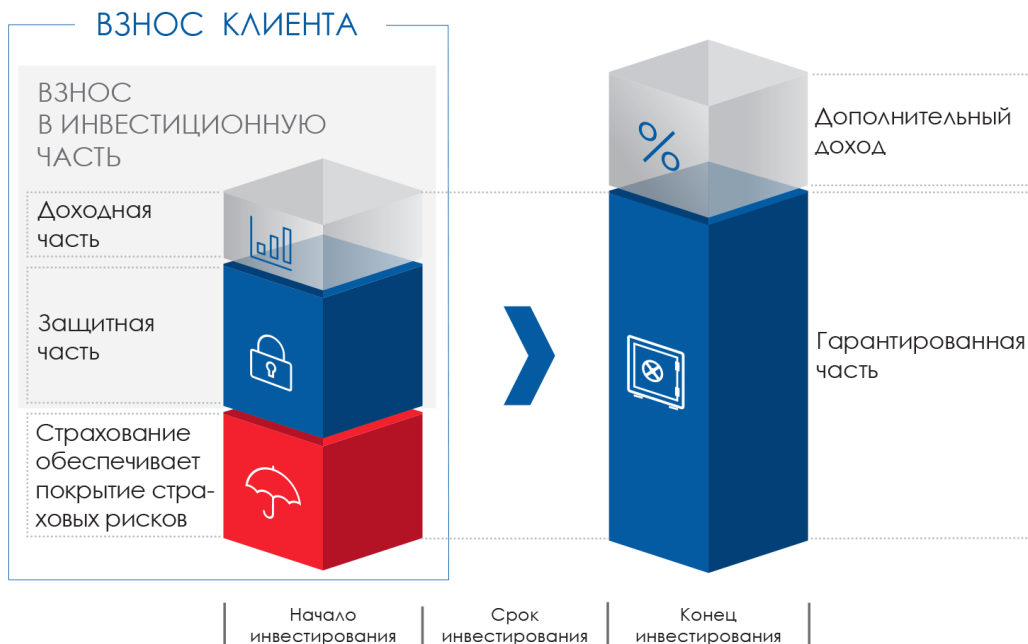 ВЗНОС КЛИЕНТА
ВЗНОС
В ИНВЕСТИЦИОННУЮ
ЧАСТЬ
Доходная
часть
Защитная
часть
Страхование
обеспечивает
покрытие стра-
ховых рисков
%
Дополнительный
доход
Гарантированная
часть
Начало
инвестирования
Срок
инвестирования
Конец
инвестирования